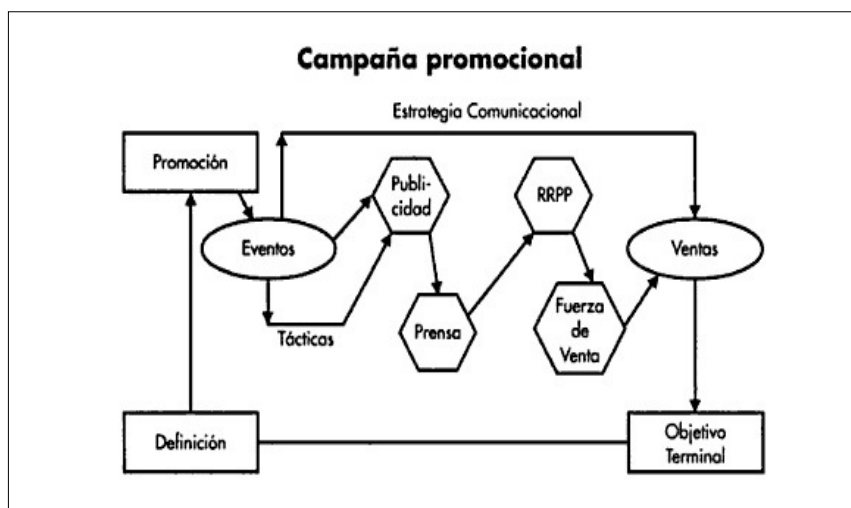 Campaña promocional
Estrategia Comunicacional
Promoción
Publi-
cidad
RRPP
Eventos
Ventas
Tácticas
Prensa
Fuerza
de
Venta
Definición
Objetivo
Terminal